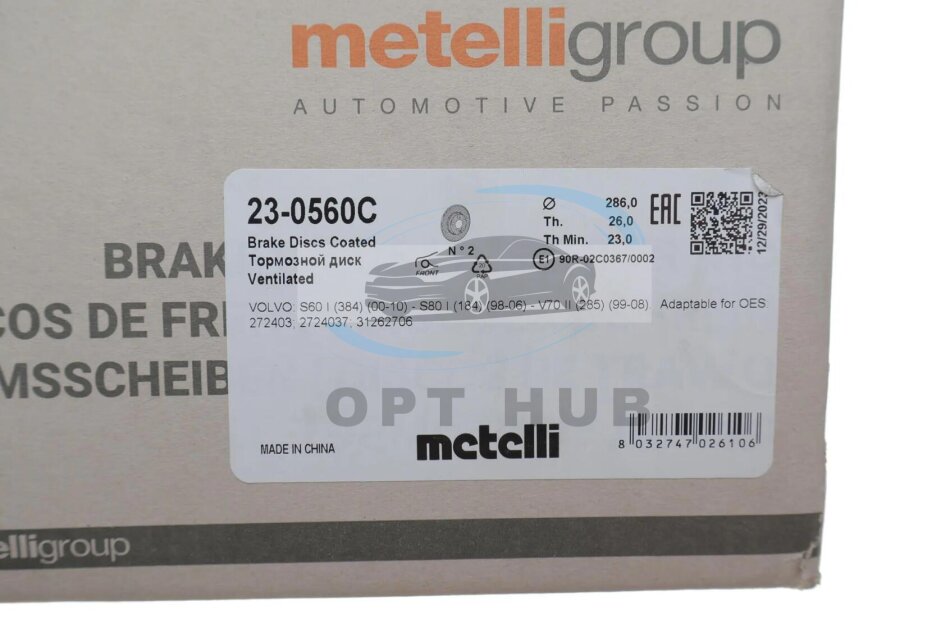 metelligroup
AUTOMOTIVE PASSION
23-0560C
Brake Discs Coated
Тормозной диск
Ventilated
N° 2
FRONT
PAP
Ø 286,0
Th. 26,0
Th Min. 23,0
E1 90R-02C0367/0002
EAC
12/29/2023
VOLVO: S60 I (384) (00-10) - S80 I (184) (98-06) - V70 II (285) (99-08). Adaptable for OES
272403; 2724037; 31262706
BRAK
COS DE FR
MSSCHEIB
OPT HUB
MADE IN CHINA
metelli
8 032747 026106
elligroup